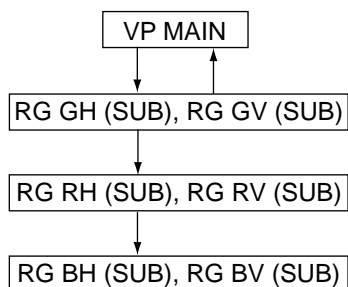 VP MAIN
RG GH (SUB), RG GV (SUB)
RG RH (SUB), RG RV (SUB)
RG BH (SUB), RG BV (SUB)